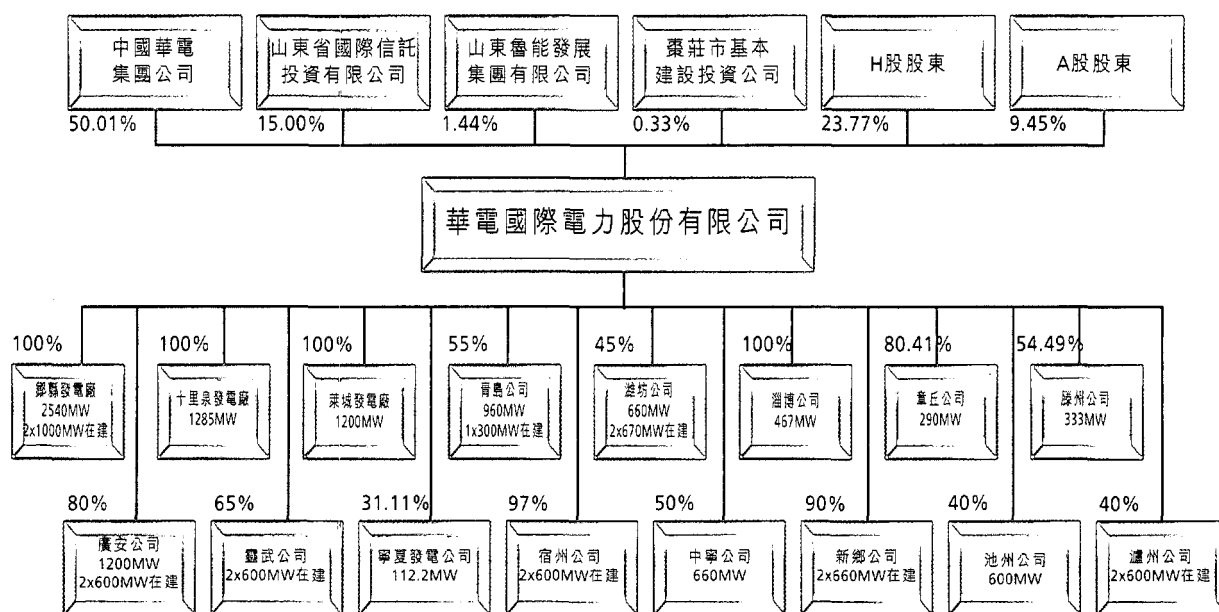 中國華電
集團公司
山東省國際信託
投資有限公司
山東魯能發展
集團有限公司
棗莊市基本
建設投資公司
H股股東
A股股東
50.01%
15.00%
1.44%
0.33%
23.77%
9.45%
華電國際電力股份有限公司
100%
100%
100%
55%
45%
100%
80.41%
54.49%
鄒縣發電廠
2540MW
2x1000MW在建
十里泉發電廠
1285MW
萊城發電廠
1200MW
青島公司
960MW
1x300MW在建
濰坊公司
660MW
2x670MW在建
淄博公司
467MW
章丘公司
290MW
滕州公司
333MW
80%
65%
31.11%
97%
50%
90%
40%
40%
廣安公司
1200MW
2x600MW在建
靈武公司
2x600MW在建
寧夏發電公司
112.2MW
宿州公司
2x600MW在建
中寧公司
660MW
新鄉公司
2x660MW在建
池州公司
600MW
瀘州公司
2x600MW在建